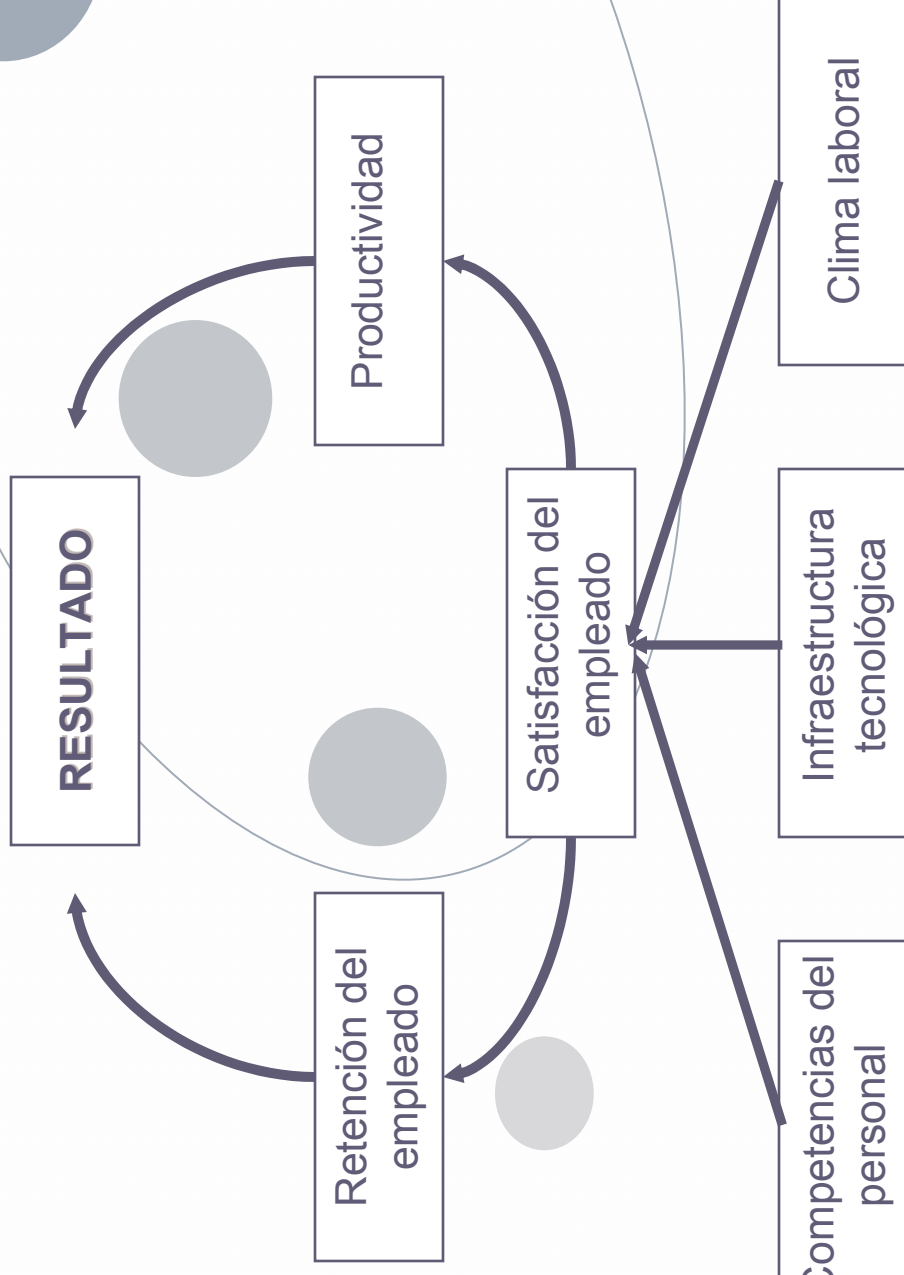 RESULTADO
Retención del
empleado
Productividad
Satisfacción del
empleado
Competencias del
personal
Infraestructura
tecnológica
Clima laboral